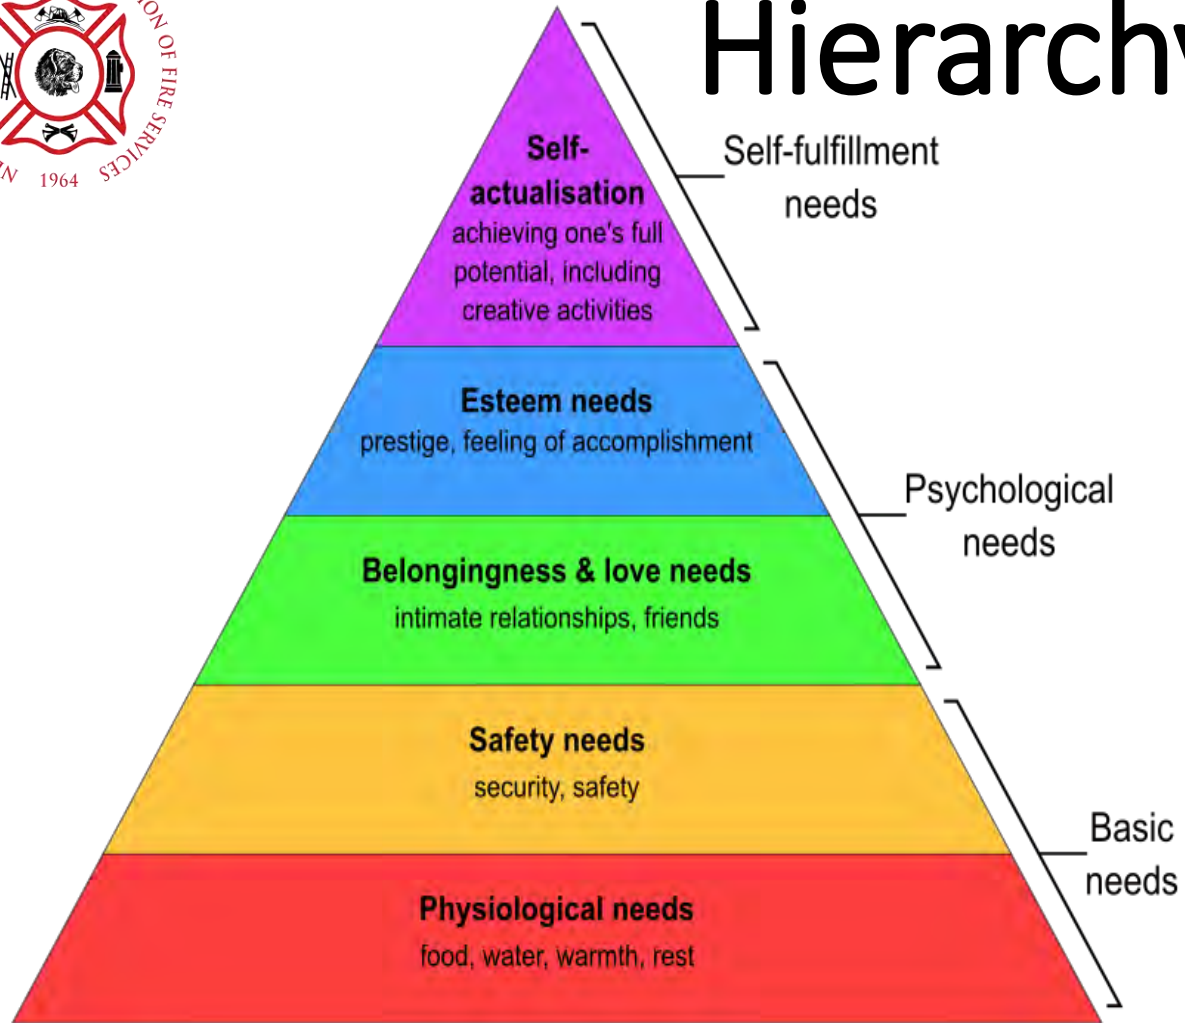 Hierarchy
ION OF FIRE SERVICES
1964
Self-
actualisation
achieving one's full
potential, including
creative activities
Self-fulfillment
needs
Esteem needs
prestige, feeling of accomplishment
Psychological
needs
Belongingness & love needs
intimate relationships, friends
Safety needs
security, safety
Basic
needs
Physiological needs
food, water, warmth, rest